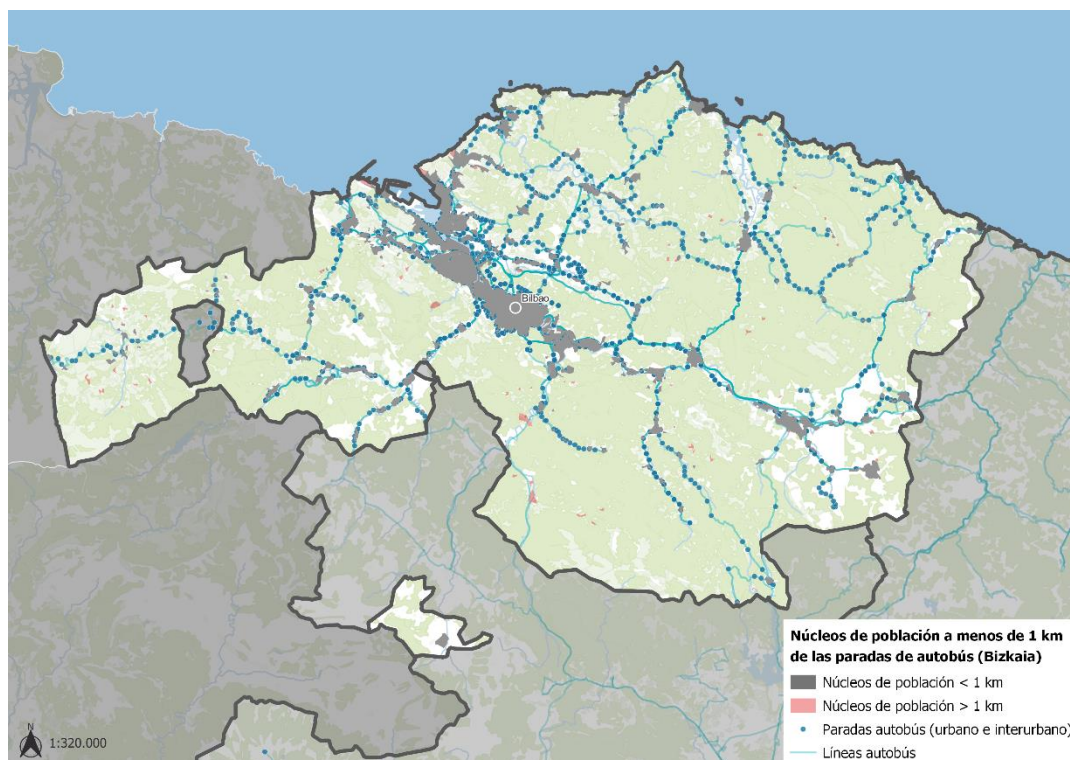 Bilbao
Núcleos de población a menos de 1 km
de las paradas de autobús (Bizkaia)
Núcleos de población < 1 km
Núcleos de población > 1 km
Paradas autobús (urbano e interurbano)
Líneas autobús
N
1:320.000